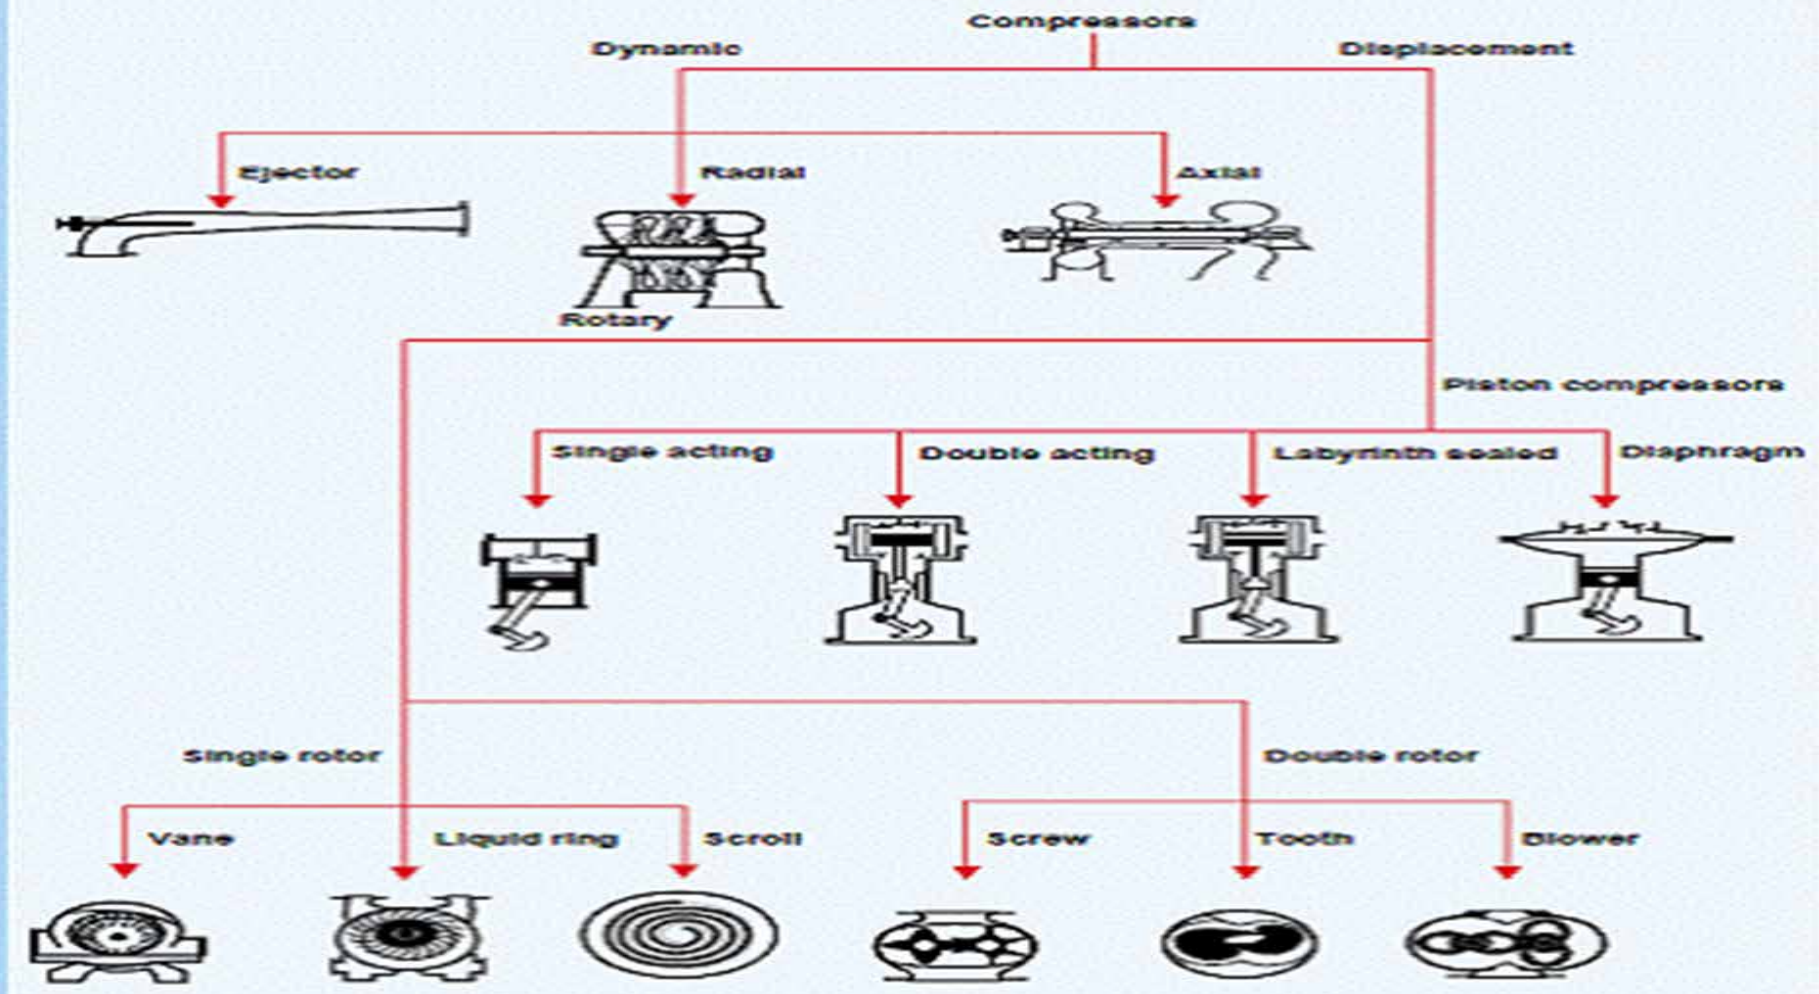 Compressors
Dynamic
Displacement
Ejector
Radial
Axial
Rotary
Piston compressors
Single acting
Double acting
Labyrinth sealed
Diaphragm
Single rotor
Double rotor
Vane
Liquid ring
Scroll
Screw
Tooth
Blower